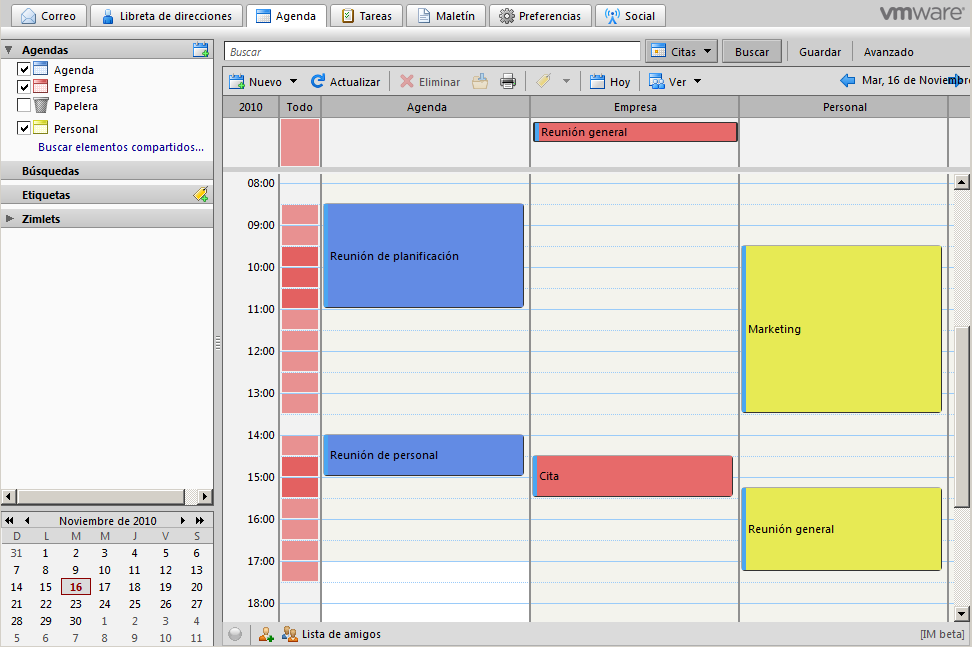 Correo Libreta de direcciones Agenda Tareas Maletín Preferencias Social vmware
Agendas
Agenda
Empresa
Papelera
Personal
Buscar elementos compartidos...
Búsquedas
Etiquetas
Zimlets
Buscar Citas Buscar Guardar Avanzado
Nuevo Actualizar Eliminar Hoy Ver Mar, 16 de Noviembre
2010 Todo Agenda Empresa Personal
Reunión general
08:00
09:00
Reunión de planificación
10:00
11:00
Marketing
12:00
13:00
14:00
Reunión de personal
15:00
Cita
16:00
Reunión general
17:00
18:00
Noviembre de 2010
D L M M J V S
31 1 2 3 4 5 6
7 8 9 10 11 12 13
14 15 16 17 18 19 20
21 22 23 24 25 26 27
28 29 30 1 2 3 4
5 6 7 8 9 10 11
Lista de amigos [IM beta]